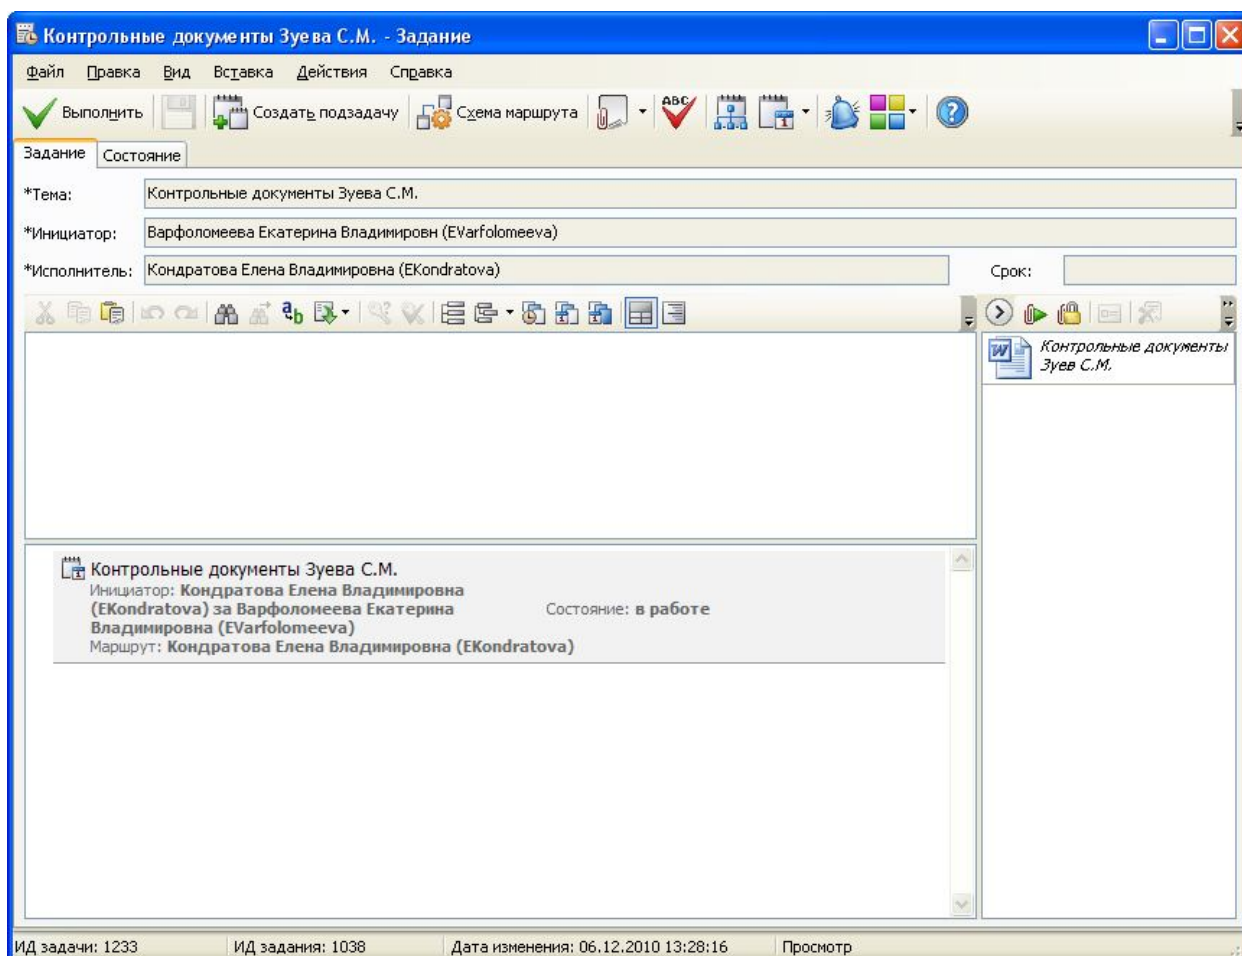 Контрольные документы Зуева С.М. - Задание
Файл Правка Вид Вставка Действия Справка
Выполнить Создать подзадачу Схема маршрута ABC
Задание Состояние
*Тема: Контрольные документы Зуева С.М.
*Инициатор: Варфоломеева Екатерина Владимировн (EVarfolomeeva)
*Исполнитель: Кондратова Елена Владимировна (EKondratova) Срок:
Контрольные документы
Зуев С.М.
Контрольные документы Зуева С.М.
Инициатор: Кондратова Елена Владимировна
(EKondratova) за Варфоломеева Екатерина Состояние: в работе
Владимировна (EVarfolomeeva)
Маршрут: Кондратова Елена Владимировна (EKondratova)
ИД задачи: 1233 ИД задания: 1038 Дата изменения: 06.12.2010 13:28:16 Просмотр